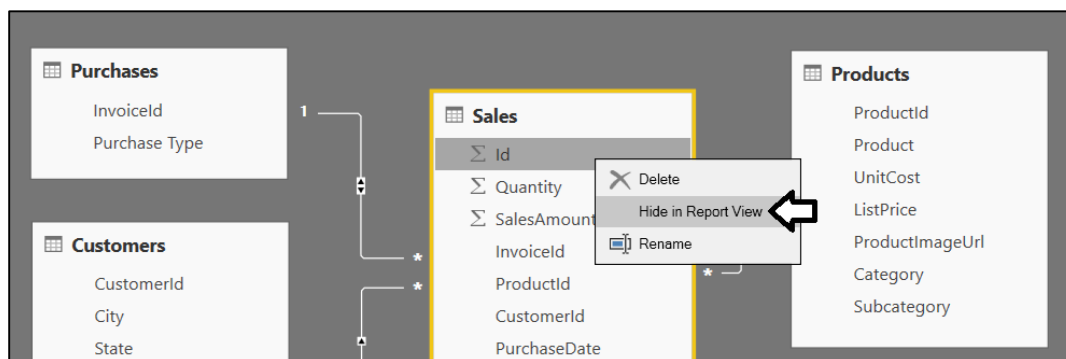 Purchases
InvoiceId
Purchase Type
1
Customers
CustomerId
City
State
Sales
Σ Id
Σ Quantity
Σ SalesAmount
InvoiceId
ProductId
CustomerId
PurchaseDate
*
*
Delete
Hide in Report View
Rename
*
Products
ProductId
Product
UnitCost
ListPrice
ProductImageUrl
Category
Subcategory